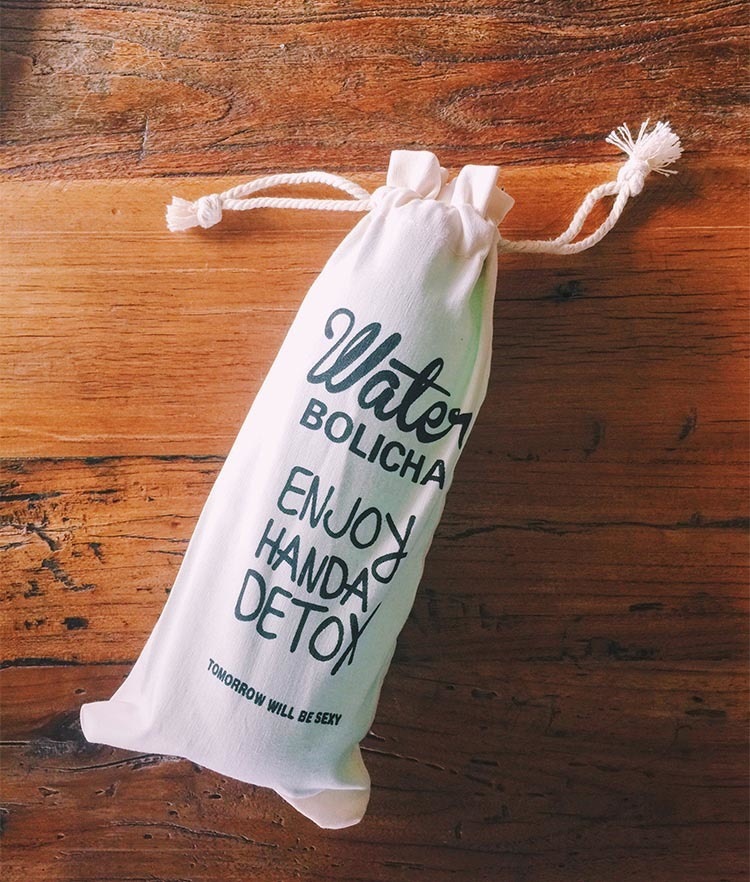 Water
BOLICHA
ENJOY
HANDA
DETOX
TOMORROW WILL BE SEXY